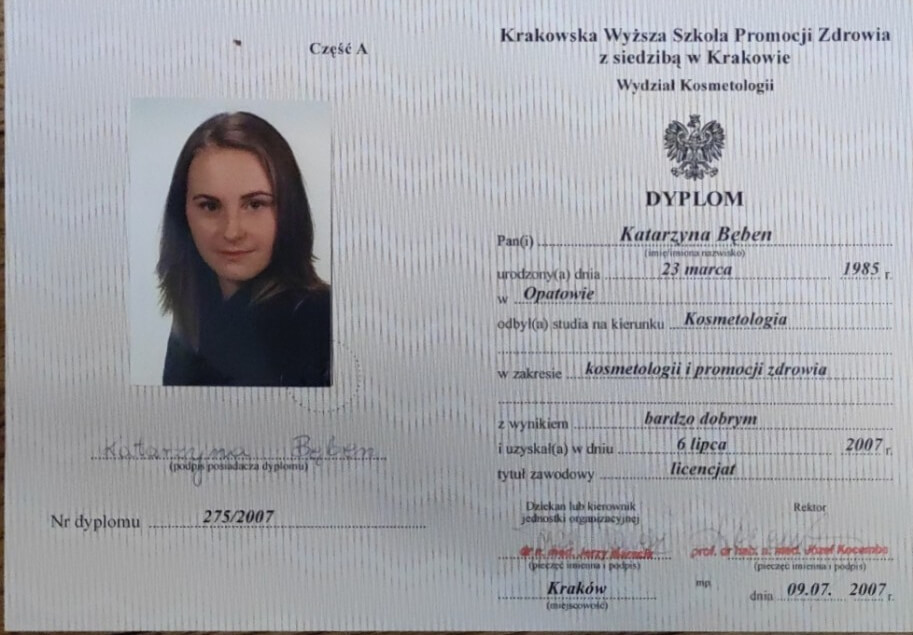 Część A
Katarzyna Bęben
(podpis posiadacza dyplomu)
Nr dyplomu 275/2007
Krakowska Wyższa Szkoła Promocji Zdrowia
z siedzibą w Krakowie
Wydział Kosmetologii
DYPLOM
Pan(i) Katarzyna Bęben
(imię/imiona nazwisko)
urodzony(a) dnia 23 marca 1985 r.
w Opatowie
odbył(a) studia na kierunku Kosmetologia
w zakresie kosmetologii i promocji zdrowia
z wynikiem bardzo dobrym
i uzyskał(a) w dniu 6 lipca 2007 r.
tytuł zawodowy licencjat
Dziekan lub kierownik
jednostki organizacyjnej
Rektor
dr n. med. Jerzy
prof. dr hab. n. med. Józef Kocemba
(pieczęć imienna i podpis)
(pieczęć imienna i podpis)
Kraków
(miejscowość)
mp.
dnia 09.07. 2007 r.